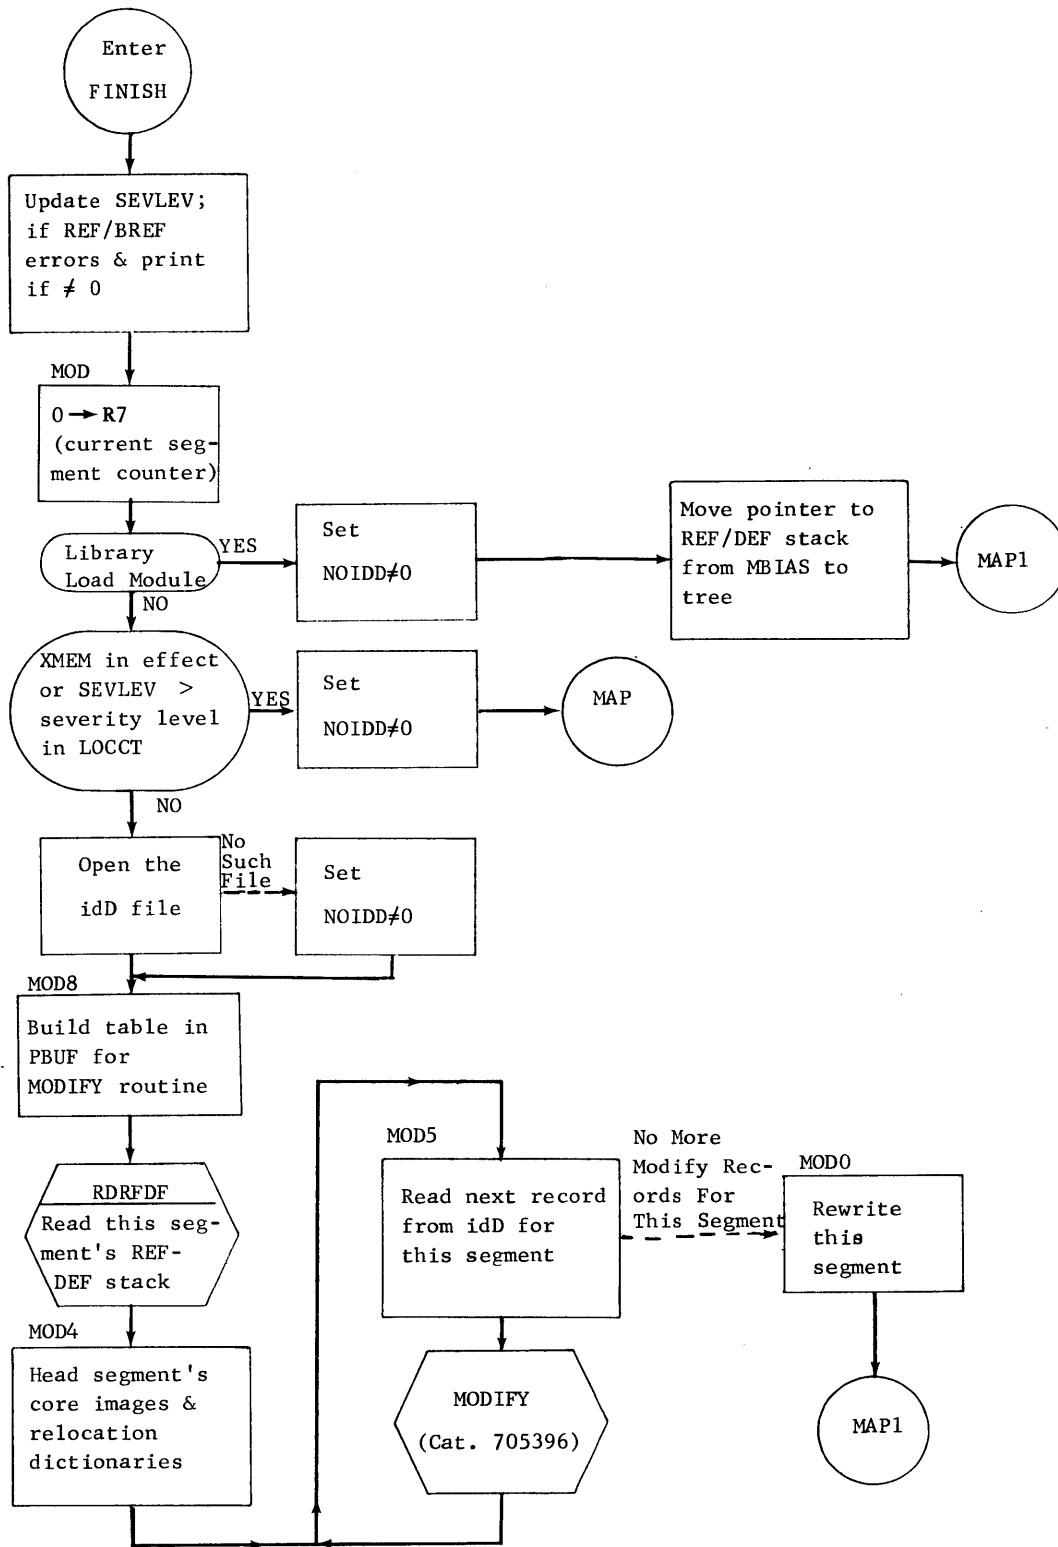 Enter
FINISH
Update SEVLEV;
if REF/BREF
errors & print
if ≠ 0
MOD
0 → R7
(current seg-
ment counter)
Library
Load Module
YES
Set
NOIDD≠0
Move pointer to
REF/DEF stack
from MBIAS to
tree
MAP1
NO
XMEM in effect
or SEVLEV >
severity level
in LOCCT
YES
Set
NOIDD≠0
MAP
NO
Open the
idD file
No
Such
File
Set
NOIDD≠0
MOD8
Build table in
PBUF for
MODIFY routine
RDRFDF
Read this seg-
ment's REF-
DEF stack
MOD4
Head segment's
core images &
relocation
dictionaries
MOD5
Read next record
from idD for
this segment
No More
Modify Rec-
ords For
This Segment
MODIFY
(Cat. 705396)
MOD0
Rewrite
this
segment
MAP1